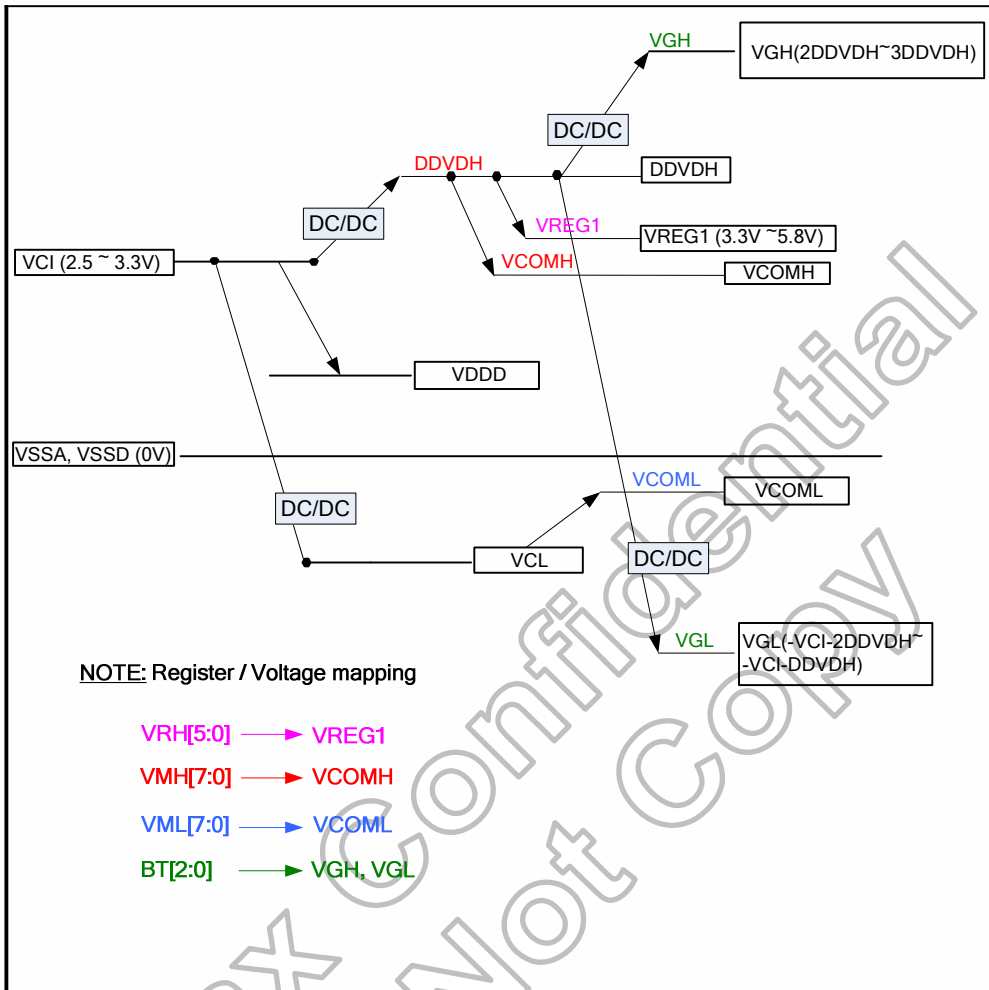 VGH
VGH(2DDVDH~3DDVDH)
DC/DC
DDVDH
DDVDH
DC/DC
VREG1
VREG1 (3.3V ~5.8V)
VCI (2.5 ~ 3.3V)
VCOMH
VCOMH
VDDD
VSSA, VSSD (0V)
VCOML
VCOML
DC/DC
VCL
DC/DC
VGL
VGL(-VCI-2DDVDH~
-VCI-DDVDH)
NOTE: Register / Voltage mapping
VRH[5:0] VREG1
VMH[7:0] VCOMH
VML[7:0] VCOML
BT[2:0] VGH, VGL
Confidential
Not Copy